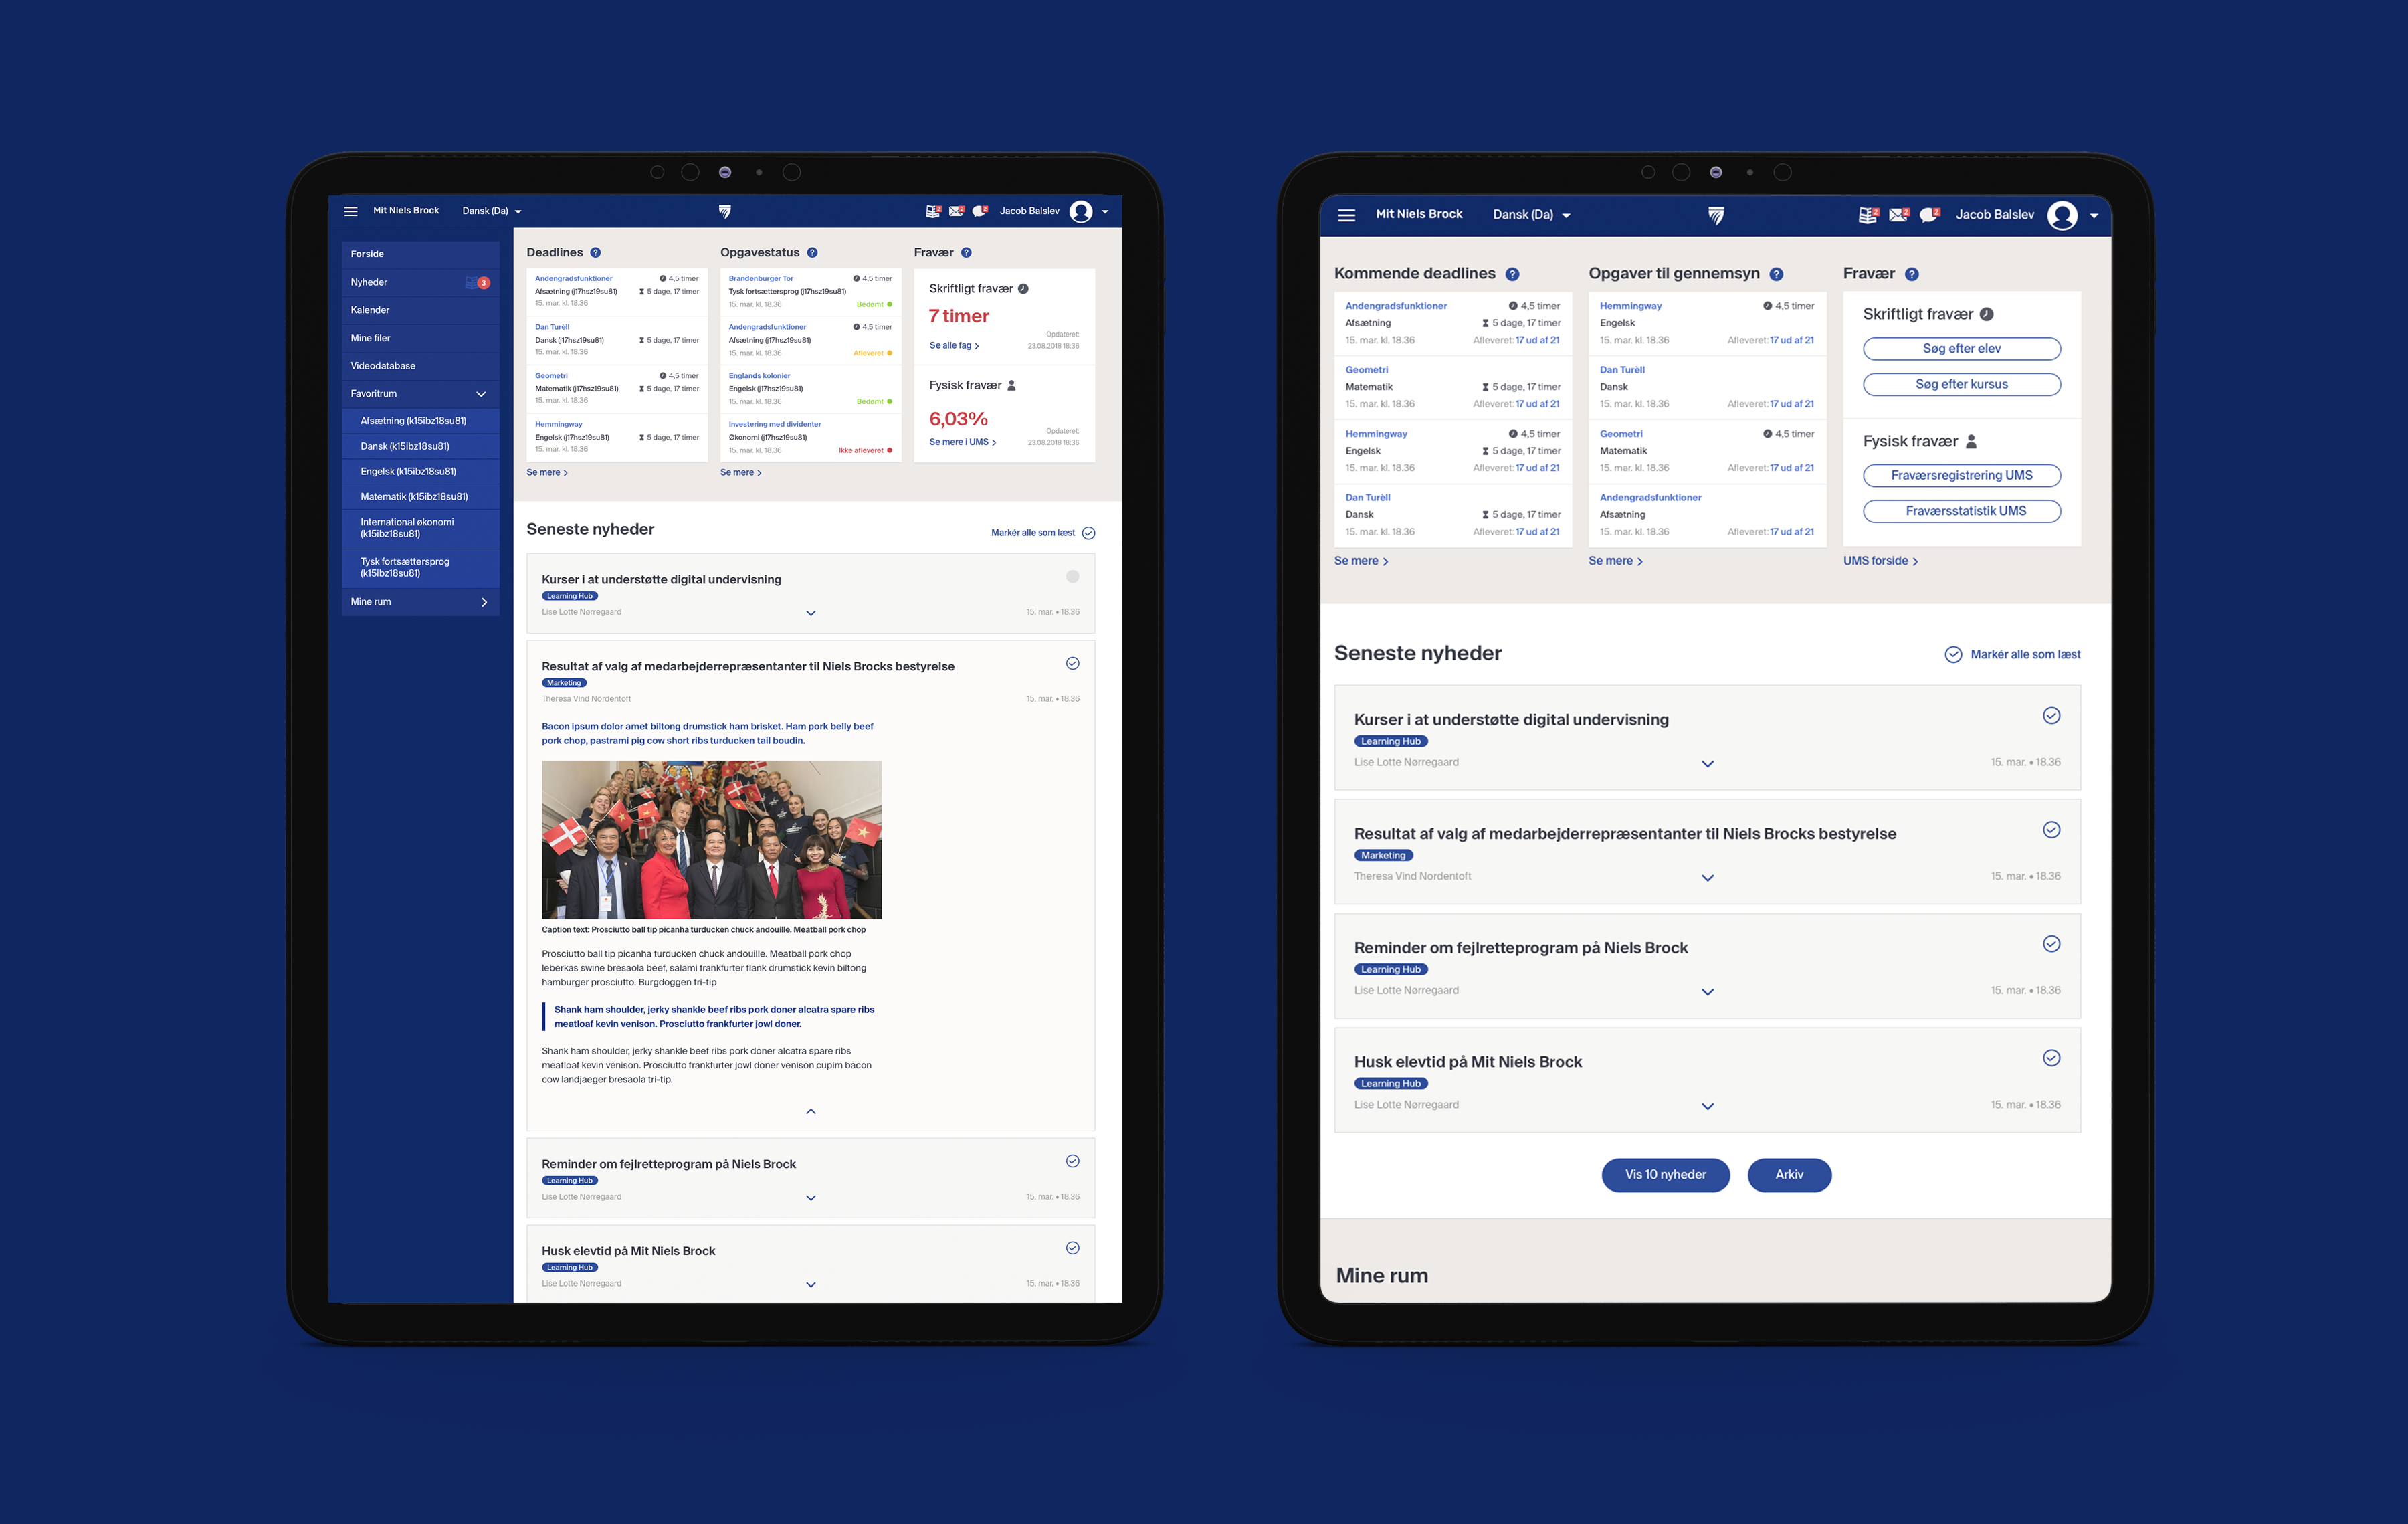 Mit Niels Brock
Dansk (Da)
2
2
2
Jacob Balslev
Forside
Nyheder
3
Kalender
Mine filer
Videodatabase
Favoritrum
Afsætning (k15ibz18su81)
Dansk (k15ibz18su81)
Engelsk (k15ibz18su81)
Matematik (k15ibz18su81)
International økonomi
(k15ibz18su81)
Tysk fortsættersprog
(k15ibz18su81)
Mine rum
Deadlines ?
Andengradsfunktioner 4,5 timer
Afsætning (j17hsz19su81) 5 dage, 17 timer
15. mar. kl. 18.36
Dan Turèll
Dansk (j17hsz19su81) 5 dage, 17 timer
15. mar. kl. 18.36
Geometri 4,5 timer
Matematik (j17hsz19su81) 5 dage, 17 timer
15. mar. kl. 18.36
Hemmingway
Engelsk (j17hsz19su81) 5 dage, 17 timer
15. mar. kl. 18.36
Se mere
Opgavestatus ?
Brandenburger Tor 4,5 timer
Tysk fortsættersprog (j17hsz19su81)
15. mar. kl. 18.36 Bedømt
Andengradsfunktioner 4,5 timer
Afsætning (j17hsz19su81)
15. mar. kl. 18.36 Afleveret
Englands kolonier
Engelsk (j17hsz19su81)
15. mar. kl. 18.36 Bedømt
Investering med dividenter
Økonomi (j17hsz19su81)
15. mar. kl. 18.36 Ikke afleveret
Se mere
Fravær ?
Skriftligt fravær
7 timer
Opdateret:
Se alle fag 23.08.2018 18:36
Fysisk fravær
6,03%
Opdateret:
Se mere i UMS 23.08.2018 18:36
Seneste nyheder
Markér alle som læst
Kurser i at understøtte digital undervisning
Learning Hub
Lise Lotte Nørregaard 15. mar. • 18.36
Resultat af valg af medarbejderrepræsentanter til Niels Brocks bestyrelse
Marketing
Theresa Vind Nordentoft 15. mar. • 18.36
Bacon ipsum dolor amet biltong drumstick ham brisket. Ham pork belly beef
pork chop, pastrami pig cow short ribs turducken tail boudin.
Caption text: Prosciutto ball tip picanha turducken chuck andouille. Meatball pork chop
Prosciutto ball tip picanha turducken chuck andouille. Meatball pork chop
leberkas swine bresaola beef, salami frankfurter flank drumstick kevin biltong
hamburger prosciutto. Burgdoggen tri-tip
Shank ham shoulder, jerky shankle beef ribs pork doner alcatra spare ribs
meatloaf kevin venison. Prosciutto frankfurter jowl doner.
Shank ham shoulder, jerky shankle beef ribs pork doner alcatra spare ribs
meatloaf kevin venison. Prosciutto frankfurter jowl doner venison cupim bacon
cow landjaeger bresaola tri-tip.
Reminder om fejlretteprogram på Niels Brock
Learning Hub
Lise Lotte Nørregaard 15. mar. • 18.36
Husk elevtid på Mit Niels Brock
Learning Hub
Lise Lotte Nørregaard 15. mar. • 18.36
Mit Niels Brock
Dansk (Da)
2
2
2
Jacob Balslev
Kommende deadlines ?
Andengradsfunktioner 4,5 timer
Afsætning 5 dage, 17 timer
15. mar. kl. 18.36 Afleveret: 17 ud af 21
Geometri
Matematik 5 dage, 17 timer
15. mar. kl. 18.36 Afleveret: 17 ud af 21
Hemmingway 4,5 timer
Engelsk 5 dage, 17 timer
15. mar. kl. 18.36 Afleveret: 17 ud af 21
Dan Turèll
Dansk 5 dage, 17 timer
15. mar. kl. 18.36 Afleveret: 17 ud af 21
Se mere
Opgaver til gennemsyn ?
Hemmingway 4,5 timer
Engelsk
15. mar. kl. 18.36 Afleveret: 17 ud af 21
Dan Turèll
Dansk
15. mar. kl. 18.36 Afleveret: 17 ud af 21
Geometri 4,5 timer
Matematik
15. mar. kl. 18.36 Afleveret: 17 ud af 21
Andengradsfunktioner
Afsætning
15. mar. kl. 18.36 Afleveret: 17 ud af 21
Se mere
Fravær ?
Skriftligt fravær
Søg efter elev
Søg efter kursus
Fysisk fravær
Fraværsregistrering UMS
Fraværsstatistik UMS
UMS forside
Seneste nyheder
Markér alle som læst
Kurser i at understøtte digital undervisning
Learning Hub
Lise Lotte Nørregaard 15. mar. • 18.36
Resultat af valg af medarbejderrepræsentanter til Niels Brocks bestyrelse
Marketing
Theresa Vind Nordentoft 15. mar. • 18.36
Reminder om fejlretteprogram på Niels Brock
Learning Hub
Lise Lotte Nørregaard 15. mar. • 18.36
Husk elevtid på Mit Niels Brock
Learning Hub
Lise Lotte Nørregaard 15. mar. • 18.36
Vis 10 nyheder
Arkiv
Mine rum